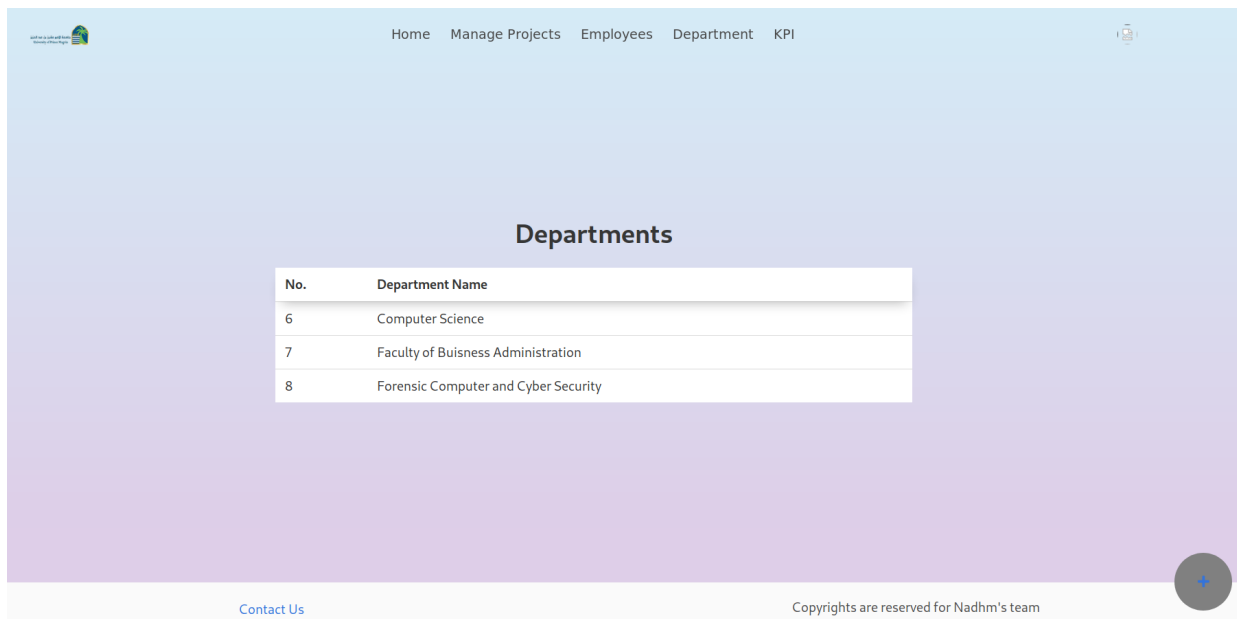 Home Manage Projects Employees Department KPI
Departments
No. Department Name
6 Computer Science
7 Faculty of Buisness Administration
8 Forensic Computer and Cyber Security
+
Contact Us Copyrights are reserved for Nadhm's team